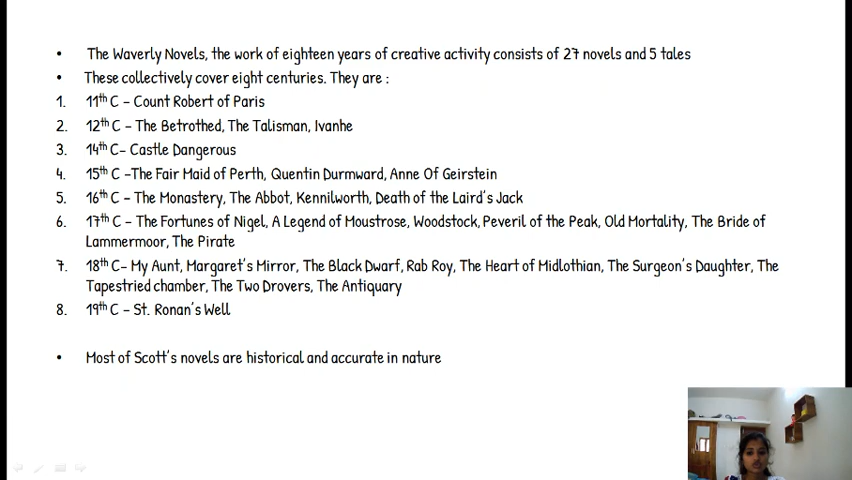 • The Waverly Novels, the work of eighteen years of creative activity consists of 27 novels and 5 tales
• These collectively cover eight centuries. They are :
1. 11th C – Count Robert of Paris
2. 12th C – The Betrothed, The Talisman, Ivanhe
3. 14th C– Castle Dangerous
4. 15th C –The Fair Maid of Perth, Quentin Durmward, Anne Of Geirstein
5. 16th C – The Monastery, The Abbot, Kennilworth, Death of the Laird's Jack
6. 17th C – The Fortunes of Nigel, A Legend of Moustrose, Woodstock, Peveril of the Peak, Old Mortality, The Bride of
Lammermoor, The Pirate
7. 18th C– My Aunt, Margaret's Mirror, The Black Dwarf, Rab Roy, The Heart of Midlothian, The Surgeon's Daughter, The
Tapestried chamber, The Two Drovers, The Antiquary
8. 19th C – St. Ronan's Well
• Most of Scott's novels are historical and accurate in nature